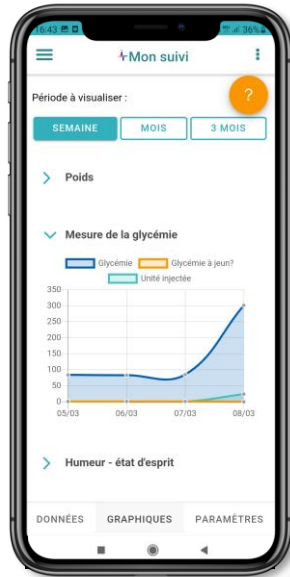 16:43 36%
Mon suivi
Période à visualiser :
?
SEMAINE MOIS 3 MOIS
Poids
Mesure de la glycémie
Glycémie Glycémie à jeun?
Unité injectée
350
300
250
200
150
100
50
0
05/03 06/03 07/03 08/03
Humeur - état d'esprit
DONNÉES GRAPHIQUES PARAMÈTRES